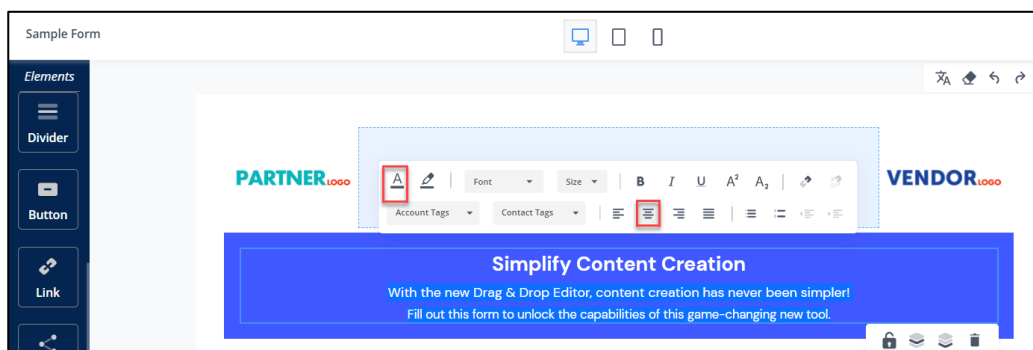 Sample Form
Elements
Divider
Button
Link
PARTNER LOGO
A Font Size B I U A² A₂
VENDOR LOGO
Account Tags Contact Tags
Simplify Content Creation
With the new Drag & Drop Editor, content creation has never been simpler!
Fill out this form to unlock the capabilities of this game-changing new tool.